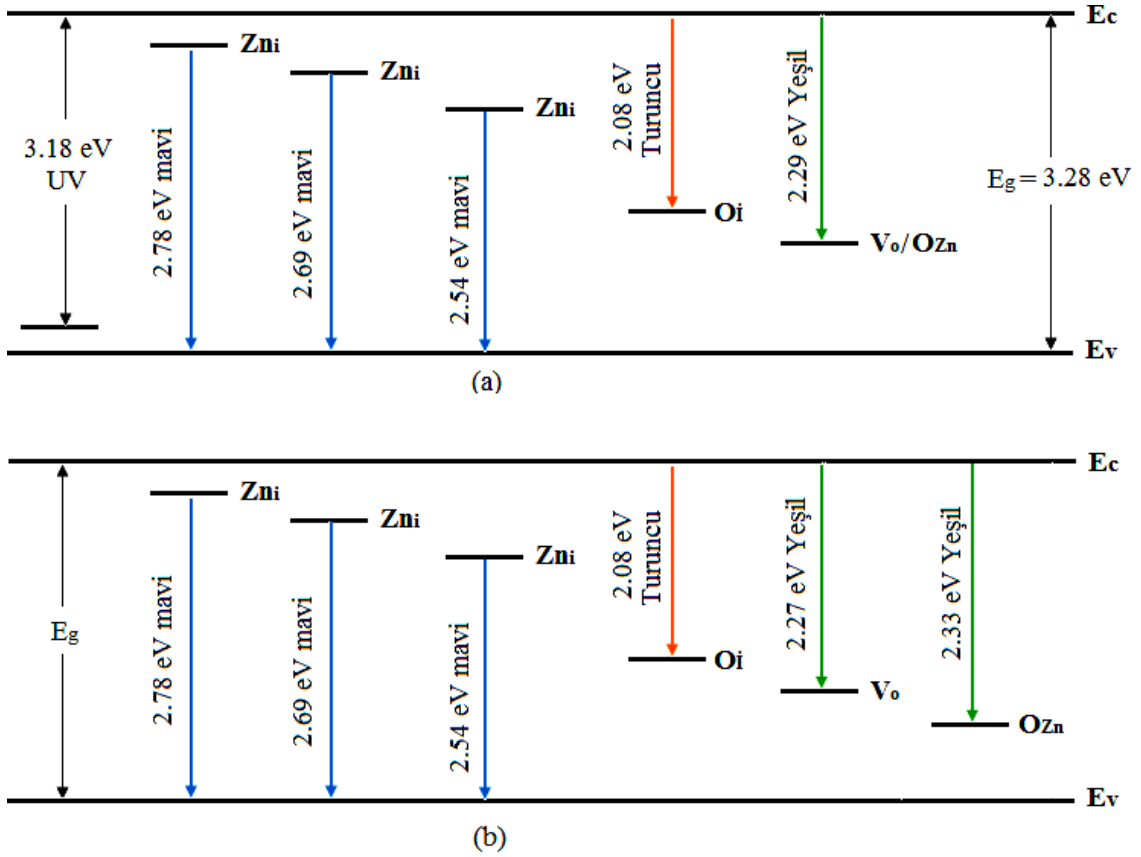 Ec
Zni
Zni
Zni
3.18 eV
UV
2.78 eV mavi
2.69 eV mavi
2.54 eV mavi
2.08 eV
Turuncu
2.29 eV Yeşil
Eg = 3.28 eV
Oİ
Vo/OZn
Ev
(a)
Ec
Zni
Zni
Zni
Eg
2.78 eV mavi
2.69 eV mavi
2.54 eV mavi
2.08 eV
Turuncu
2.27 eV Yeşil
2.33 eV Yeşil
Oİ
Vo
OZn
Ev
(b)